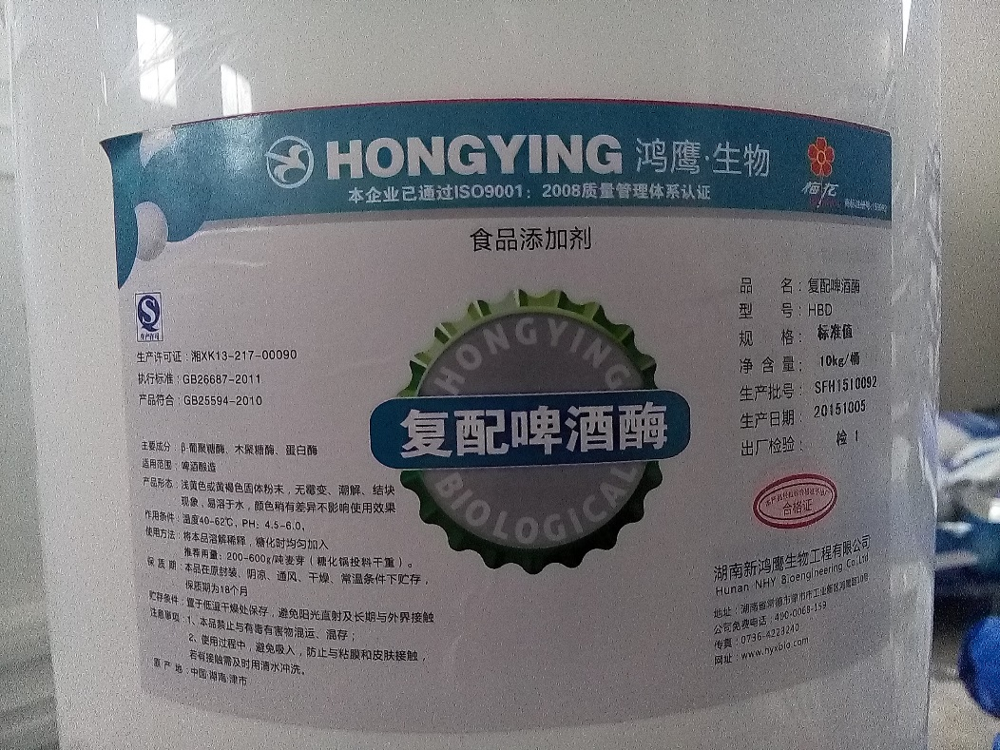 HONGYING 鸿鹰·生物
本企业已通过ISO9001：2008质量管理体系认证
梅花
食品添加剂
生产许可证：湘XK13-217-00090
执行标准：GB26687-2011
产品符合：GB25594-2010
主要成分：β-葡聚糖酶、木聚糖酶、蛋白酶
适用范围：啤酒酿造
产品形态：浅黄色或黄褐色固体粉末，无霉变、潮解、结块
现象，易溶于水，颜色稍有差异不影响使用效果
作用条件：温度40-62℃，PH：4.5-6.0。
使用方法：将本品溶解稀释，糖化时均匀加入
推荐用量：200-600g/吨麦芽（糖化锅投料干重）。
保质期：本品在原封装、阴凉、通风、干燥、常温条件下贮存，
保质期为18个月
贮存条件：置于低温干燥处保存，避免阳光直射及长期与外界接触
注意事项：1、本品禁止与有毒有害物混运、混存；
2、使用过程中，避免吸入，防止与粘膜和皮肤接触，
若有接触需及时用清水冲洗。
原产地：中国·湖南·津市
HONGYING
复配啤酒酶
BIOLOGICAL
品名：复配啤酒酶
型号：HBD
规格：标准值
净含量：10kg/桶
生产批号：SFH1510092
生产日期：20151005
出厂检验：检1
合格证
湖南新鸿鹰生物工程有限公司
Hunan NHY Bioengineering Co.,Ltd
地址：湖南省常德市津市市工业新区鸿鹰路10号
公司免费电话：400-0068-159
传真：0736-4223240
网址：www.hyxbio.com